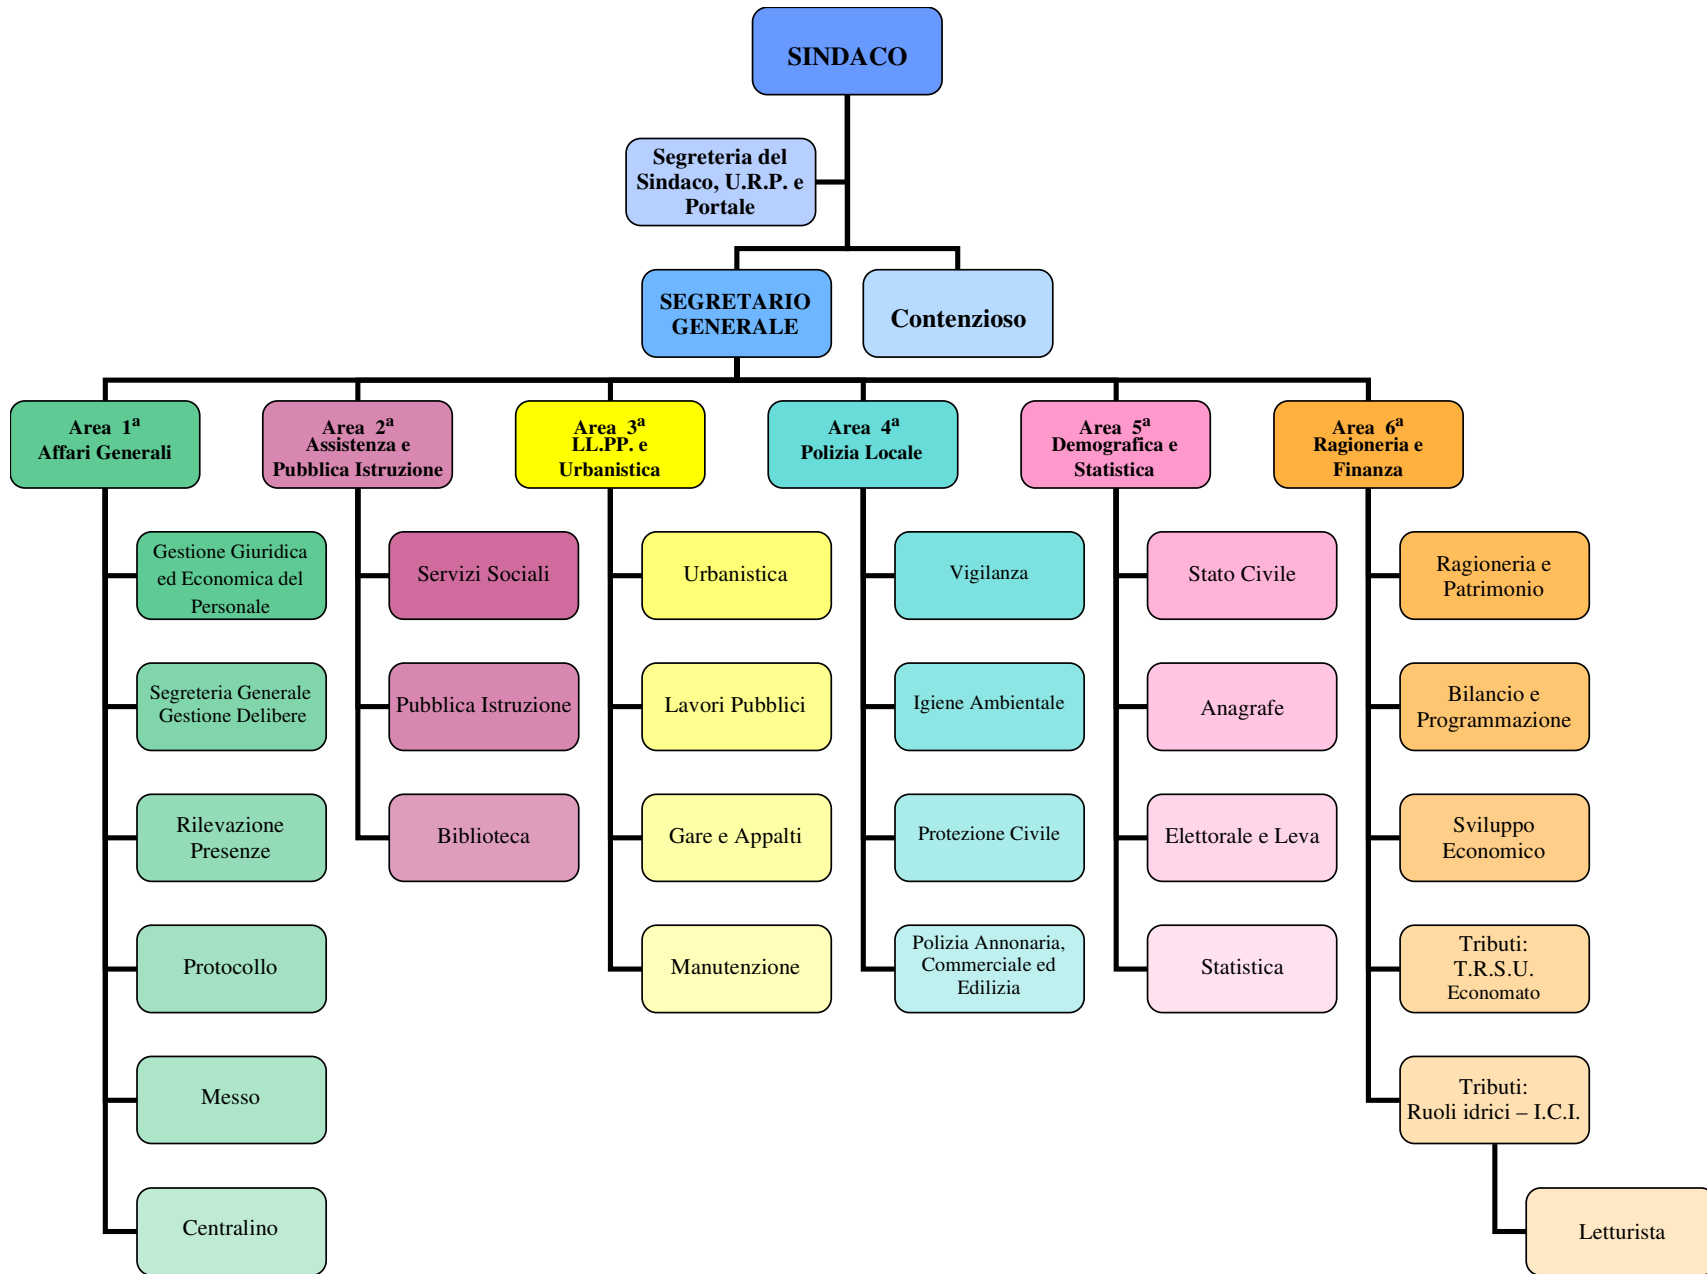 SINDACO
Segreteria del
Sindaco, U.R.P. e
Portale
SEGRETARIO
GENERALE
Contenzioso
Area 1ª
Affari Generali
Area 2ª
Assistenza e
Pubblica Istruzione
Area 3ª
LL.PP. e
Urbanistica
Area 4ª
Polizia Locale
Area 5ª
Demografica e
Statistica
Area 6ª
Ragioneria e
Finanza
Gestione Giuridica
ed Economica del
Personale
Servizi Sociali
Urbanistica
Vigilanza
Stato Civile
Ragioneria e
Patrimonio
Segreteria Generale
Gestione Delibere
Pubblica Istruzione
Lavori Pubblici
Igiene Ambientale
Anagrafe
Bilancio e
Programmazione
Rilevazione
Presenze
Biblioteca
Gare e Appalti
Protezione Civile
Elettorale e Leva
Sviluppo
Economico
Protocollo
Manutenzione
Polizia Annonaria,
Commerciale ed
Edilizia
Statistica
Tributi:
T.R.S.U.
Economato
Messo
Tributi:
Ruoli idrici – I.C.I.
Centralino
Letturista